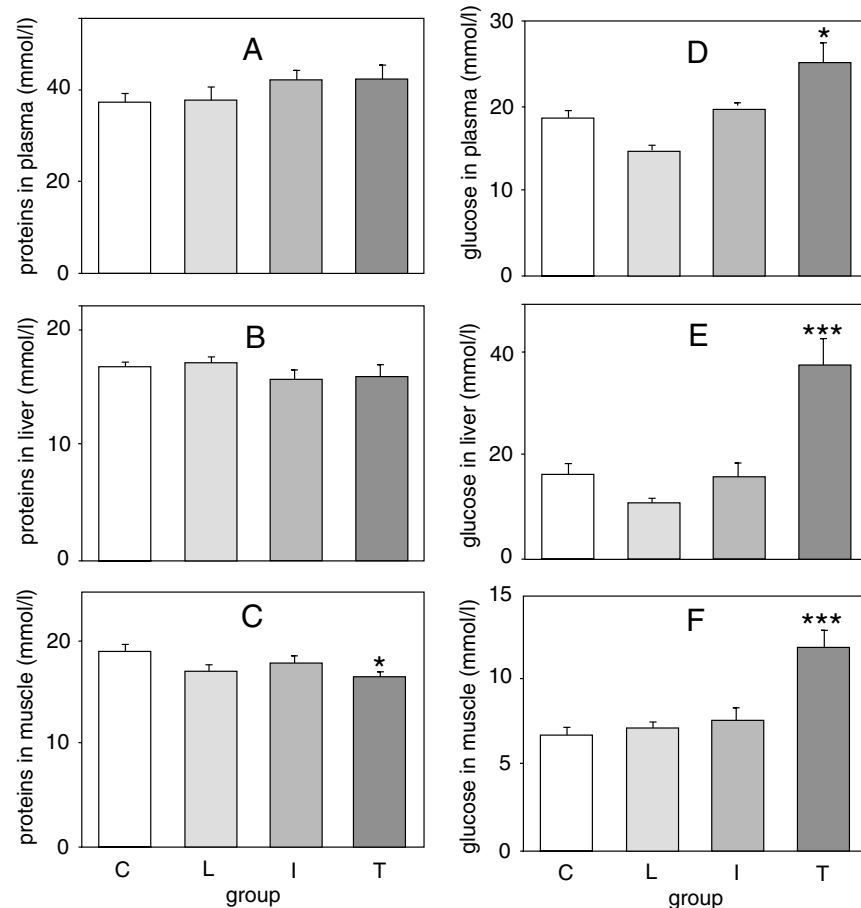 A
proteins in plasma (mmol/l)
40
20
0
B
proteins in liver (mmol/l)
20
10
0
C
proteins in muscle (mmol/l)
20
10
0
*
C L I T
group
D
glucose in plasma (mmol/l)
30
20
10
0
*
E
glucose in liver (mmol/l)
40
20
0
***
F
glucose in muscle (mmol/l)
15
10
5
0
***
C L I T
group